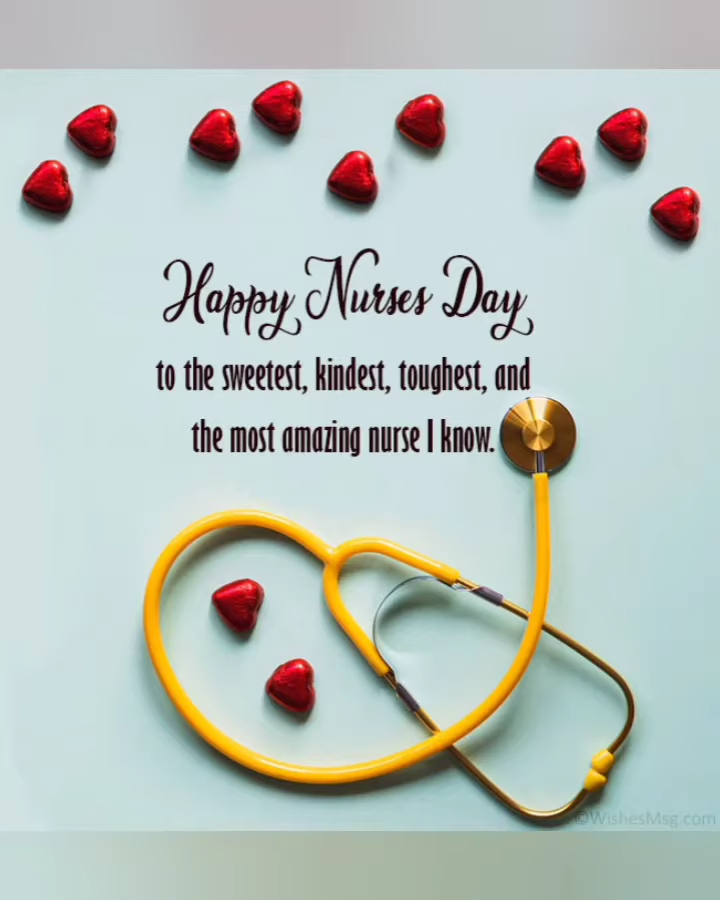 Happy Nurses Day
to the sweetest, kindest, toughest, and
the most amazing nurse I know.
©WishesMsg.com